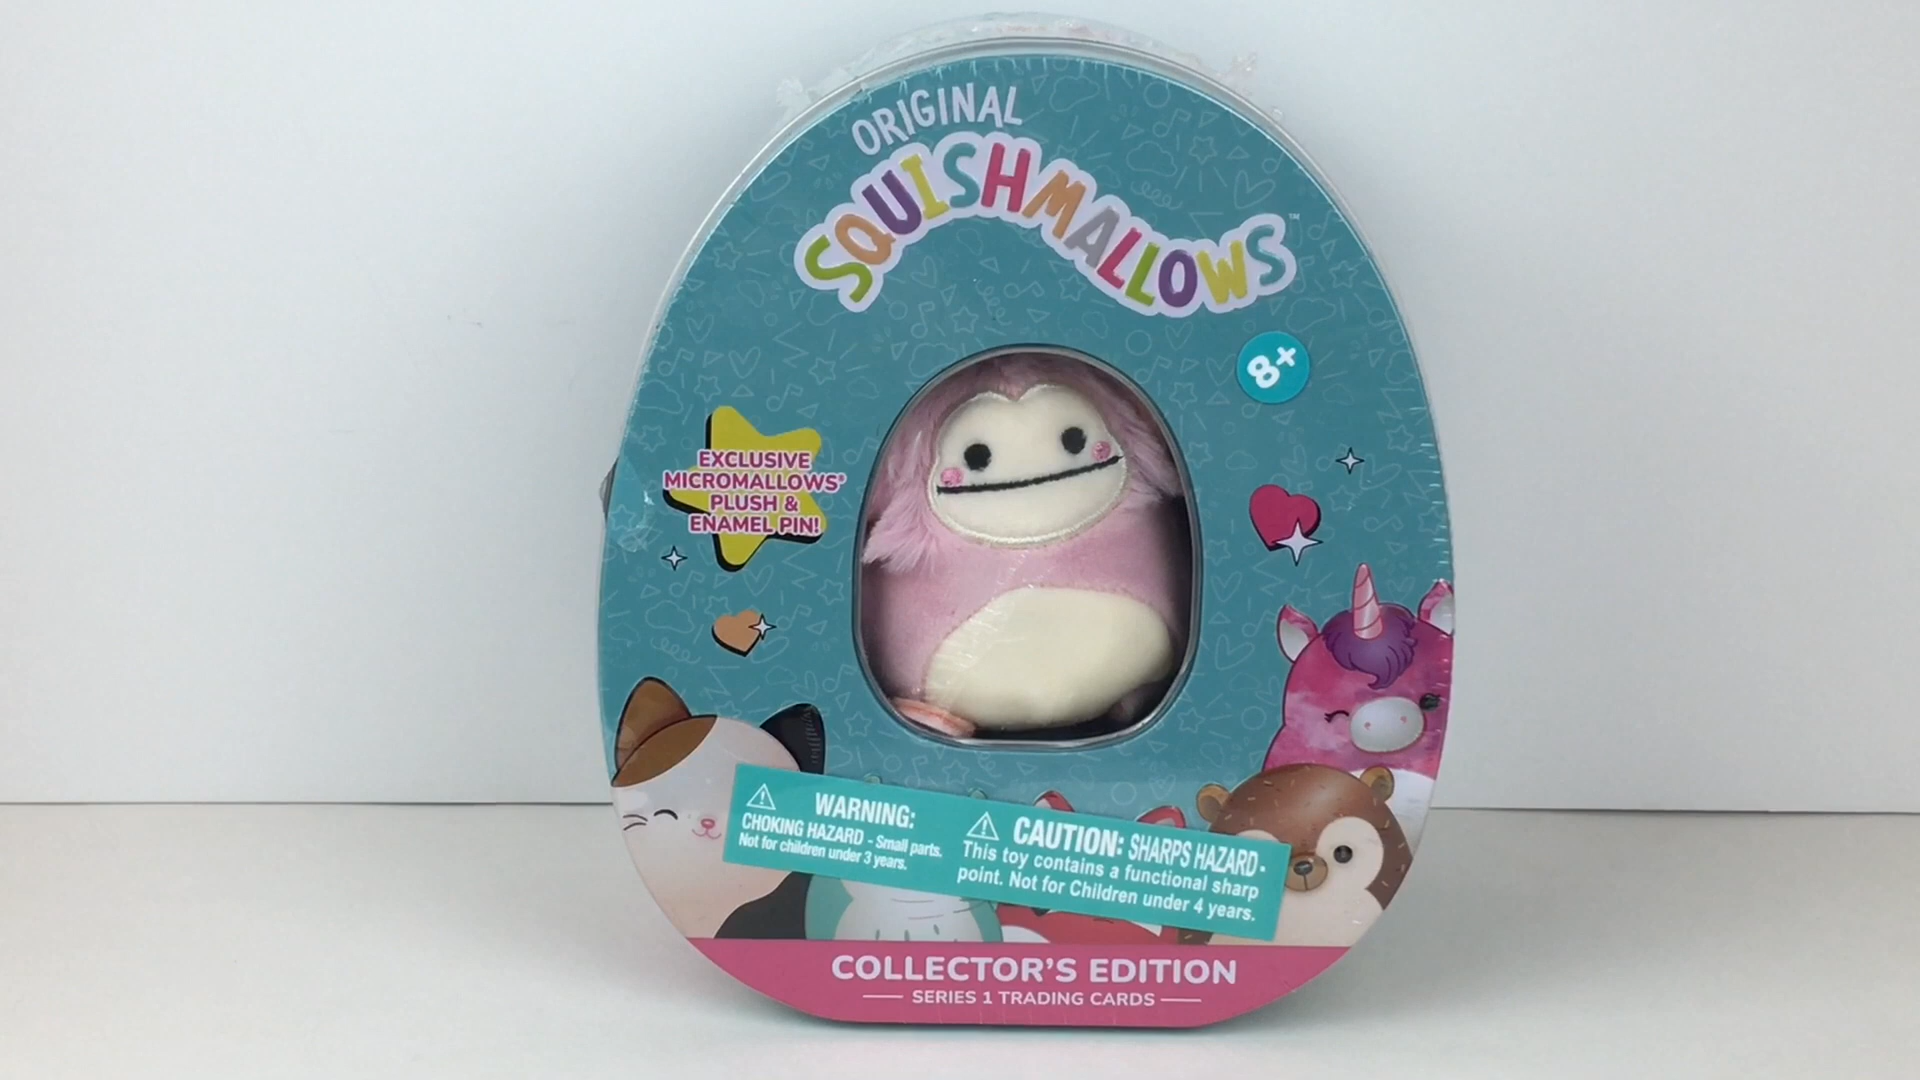 ORIGINAL
SQUISHMALLOWS™
8+
EXCLUSIVE
MICROMALLOWS®
PLUSH &
ENAMEL PIN!
WARNING:
CHOKING HAZARD - Small parts.
Not for children under 3 years.
CAUTION: SHARPS HAZARD -
This toy contains a functional sharp
point. Not for Children under 4 years.
COLLECTOR'S EDITION
SERIES 1 TRADING CARDS